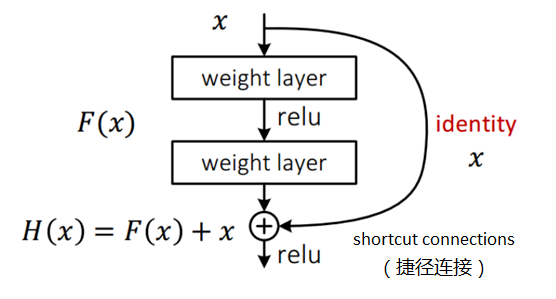 x
weight layer
relu
F(x)
identity
x
weight layer
H(x) = F(x) + x
relu
shortcut connections
（捷径连接）